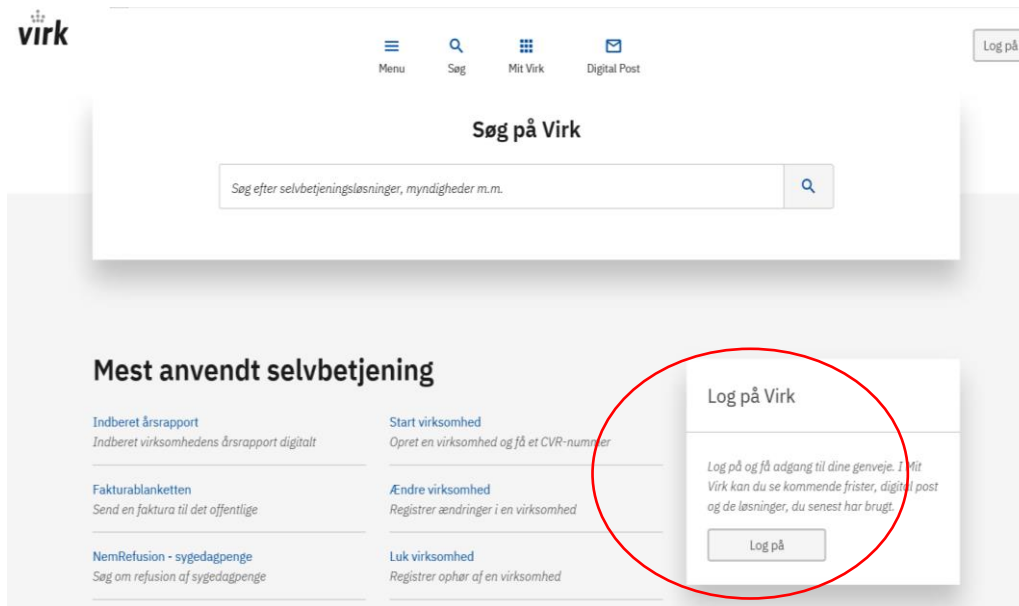 virk
Menu
Søg
Mit Virk
Digital Post
Log på
Søg på Virk
Søg efter selvbetjeningsløsninger, myndigheder m.m.
Mest anvendt selvbetjening
Indberet årsrapport
Indberet virksomhedens årsrapport digitalt
Start virksomhed
Opret en virksomhed og få et CVR-nummer
Fakturablanketten
Send en faktura til det offentlige
Ændre virksomhed
Registrer ændringer i en virksomhed
NemRefusion - sygedagpenge
Søg om refusion af sygedagpenge
Luk virksomhed
Registrer ophør af en virksomhed
Log på Virk
Log på og få adgang til dine genveje. I Mit
Virk kan du se kommende frister, digital post
og de løsninger, du senest har brugt.
Log på